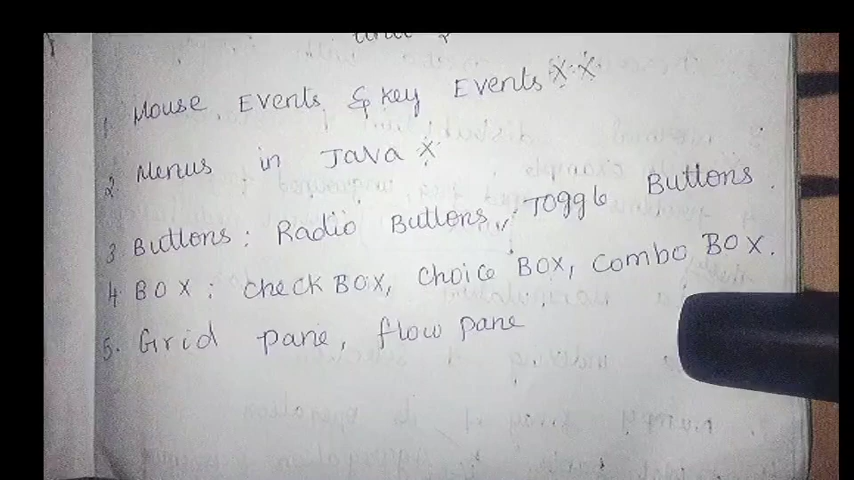 1 Mouse Events & Key Events ※※
2 Menus in Java ※
3 Buttons: Radio Buttons, Toggle Buttons.
4 BOX: check BOX, choice BOX, combo BOX.
5. Grid pane, flow pane